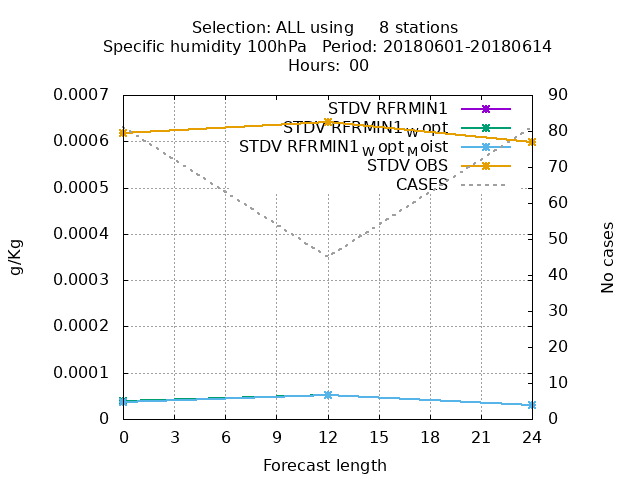 Selection: ALL using     8 stations
Specific humidity 100hPa   Period: 20180601-20180614
Hours: 00
STDV RFRMIN1
STDV RFRMIN1_W opt
STDV RFRMIN1_W opt_M oist
STDV OBS
CASES
0.0007
0.0006
0.0005
0.0004
0.0003
0.0002
0.0001
0
g/Kg
90
80
70
60
50
40
30
20
10
0
No cases
0 3 6 9 12 15 18 21 24
Forecast length